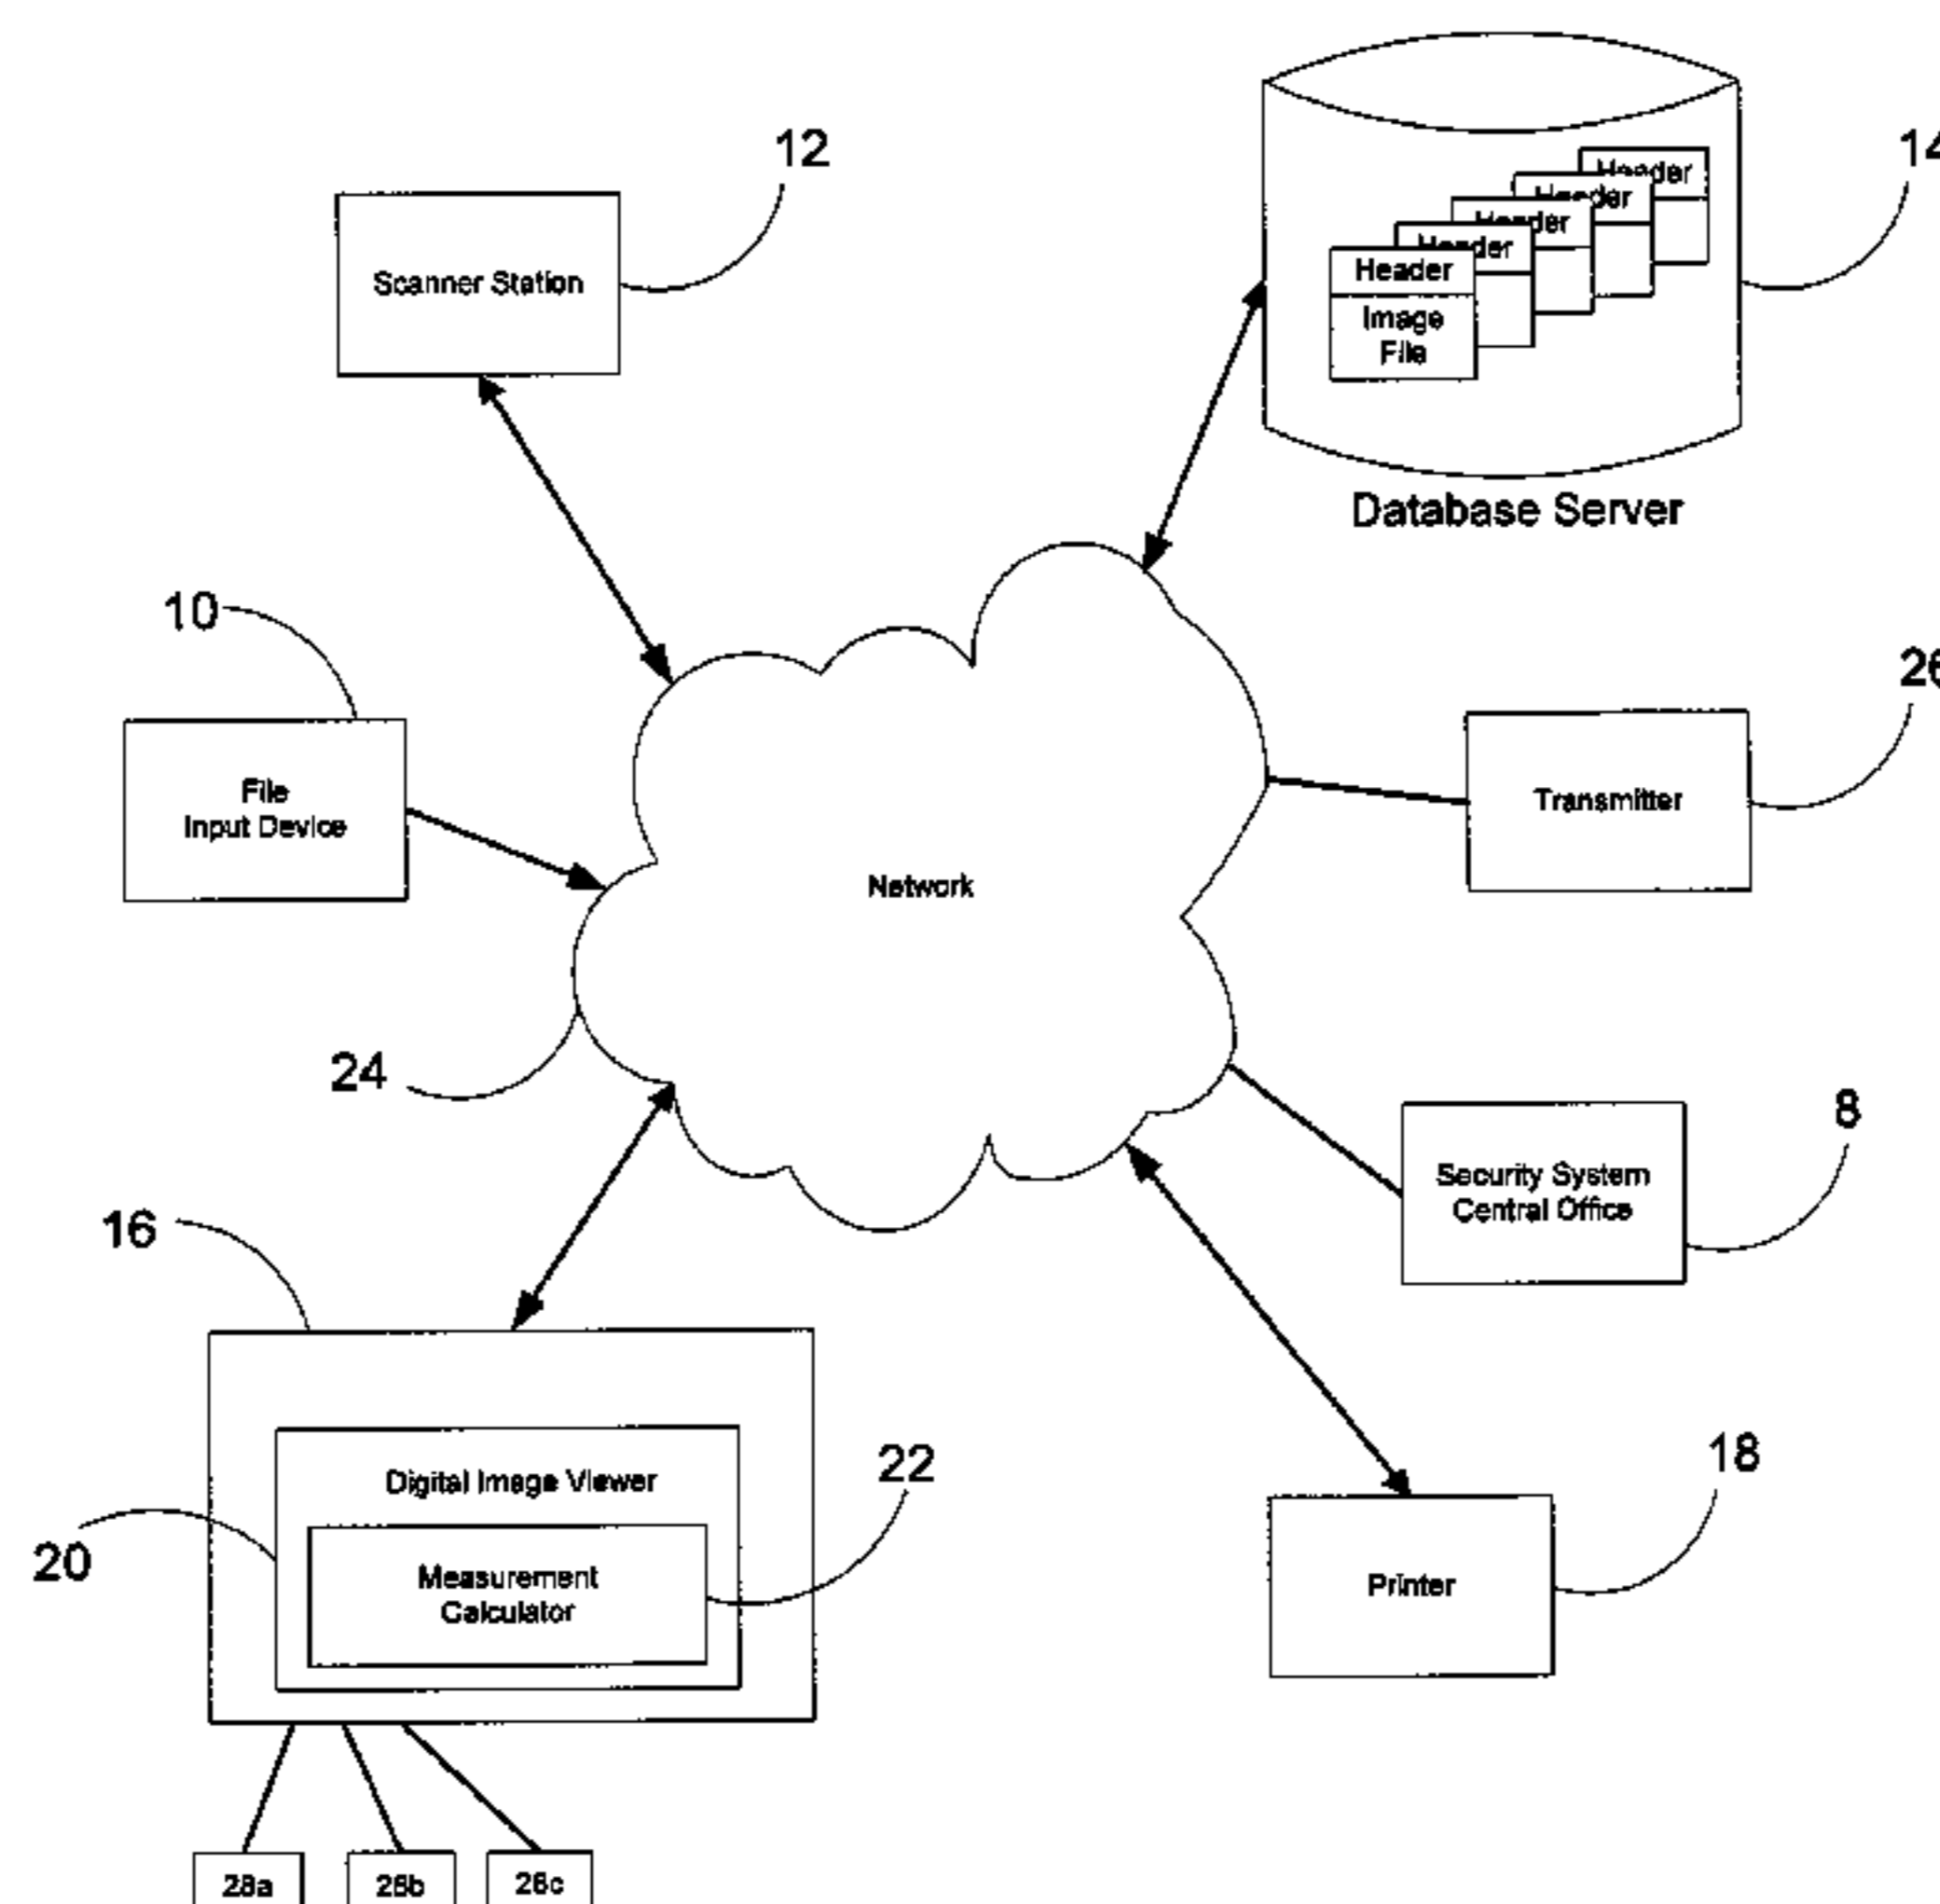 12
14
Header
Header
Header
Header
Header
Image
File
Scanner Station
Database Server
10
26
File
Input Device
Transmitter
Network
24
8
Security System
Central Office
16
22
18
Digital Image Viewer
20
Measurement
Calculator
Printer
28a
28b
28c